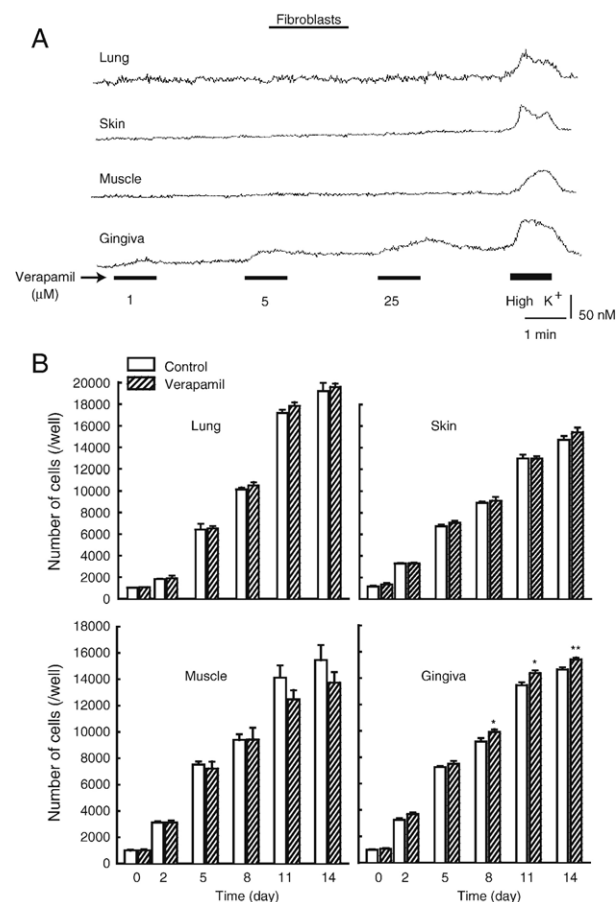 Fibroblasts
A
Lung
Skin
Muscle
Gingiva
Verapamil
(μM)
1 5 25 High K+
50 nM
1 min
B
Control
Verapamil
Number of cells (/well)
20000
18000
16000
14000
12000
10000
8000
6000
4000
2000
0
Lung
Skin
Number of cells (/well)
16000
14000
12000
10000
8000
6000
4000
2000
0
Muscle
Gingiva
* * **
0 2 5 8 11 14
0 2 5 8 11 14
Time (day)
Time (day)